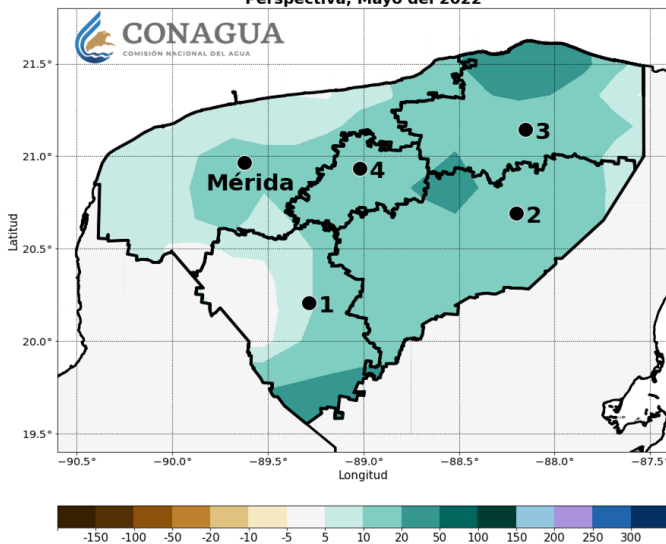 Perspectiva, Mayo del 2022
CONAGUA
COMISIÓN NACIONAL DEL AGUA
21.5°
21.0°
20.5°
20.0°
19.5°
Latitud
Mérida
4
3
2
1
−90.5° −90.0° −89.5° −89.0° −88.5° −88.0° −87.5°
Longitud
-150 -100 -50 -20 -10 -5 5 10 20 50 100 150 200 250 300